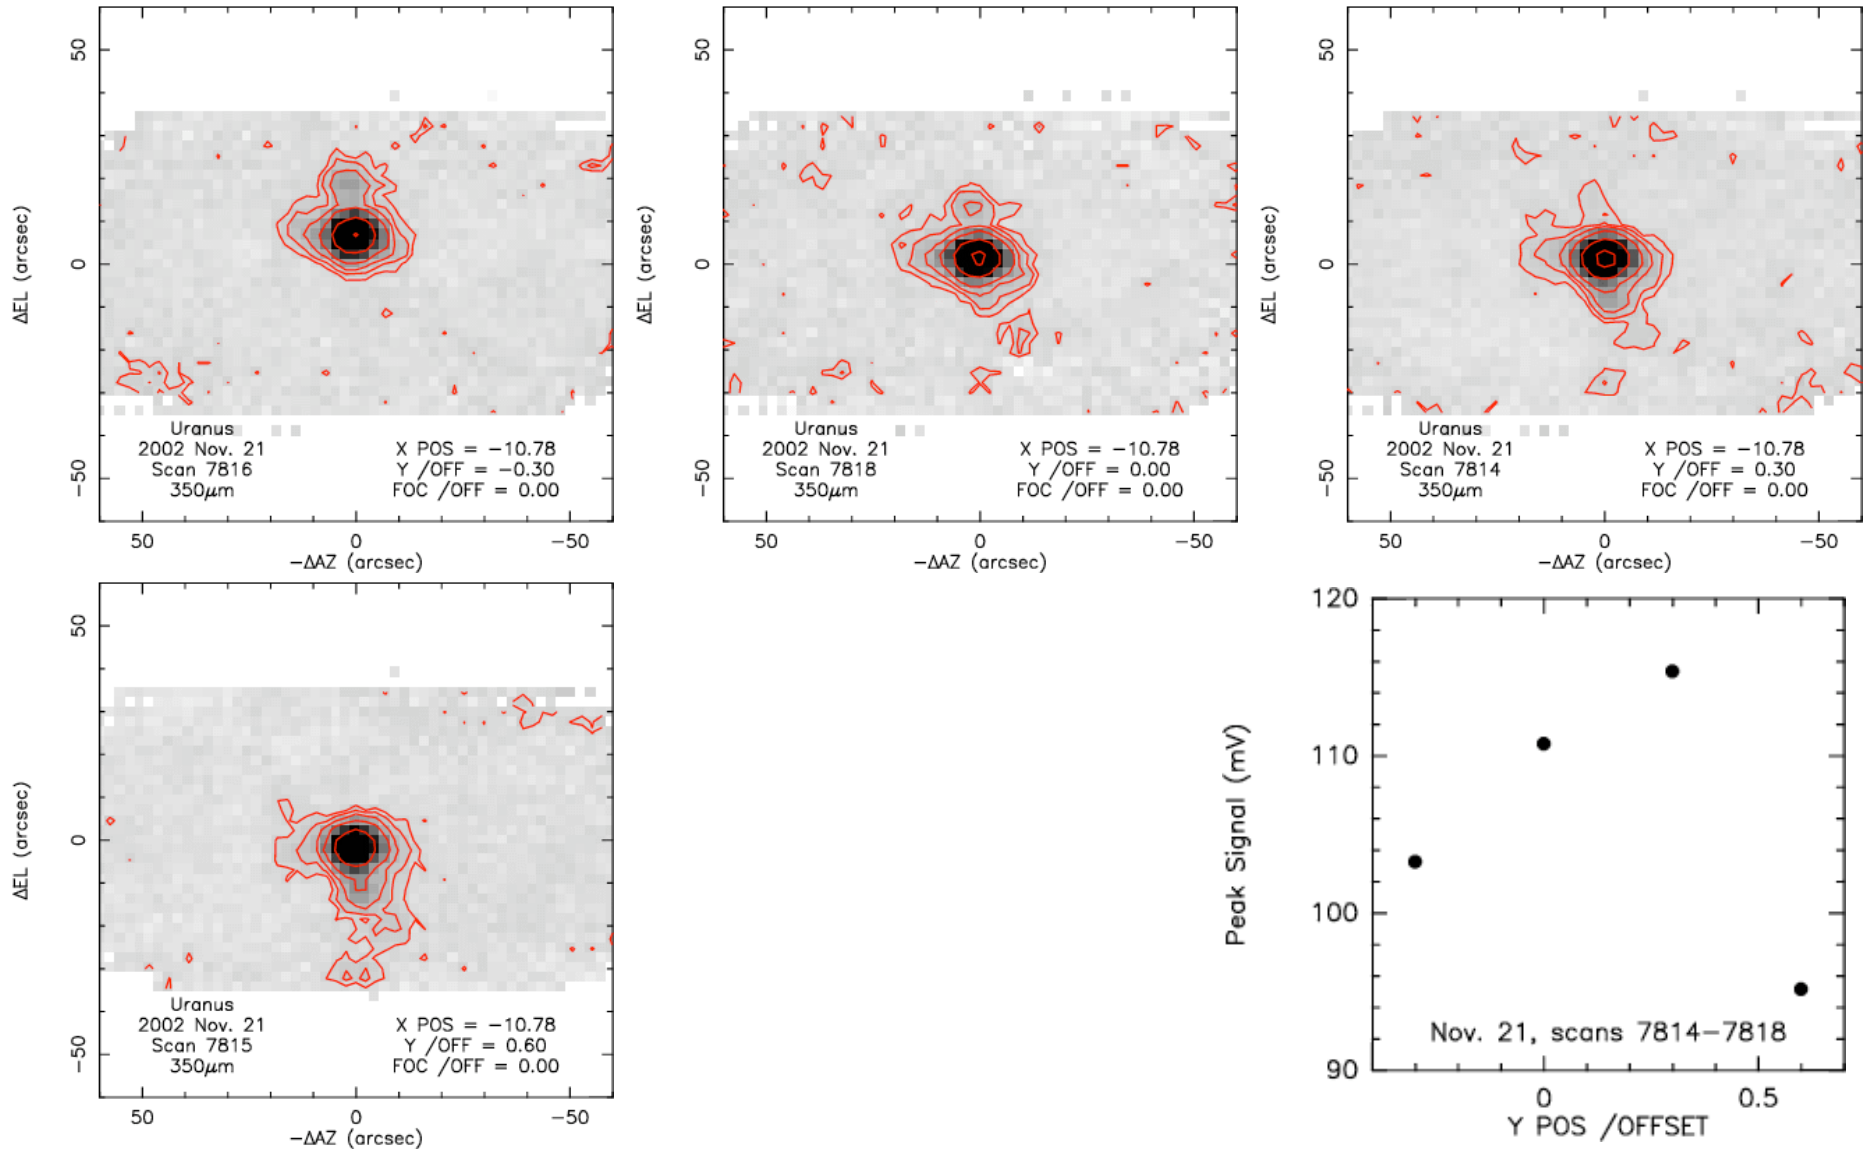 50
0
−50
ΔEL (arcsec)
Uranus
2002 Nov. 21
Scan 7816
350μm
X POS = −10.78
Y /OFF = −0.30
FOC /OFF = 0.00
50 0 −50
−ΔAZ (arcsec)
50
0
−50
ΔEL (arcsec)
Uranus
2002 Nov. 21
Scan 7818
350μm
X POS = −10.78
Y /OFF = 0.00
FOC /OFF = 0.00
50 0 −50
−ΔAZ (arcsec)
50
0
−50
ΔEL (arcsec)
Uranus
2002 Nov. 21
Scan 7814
350μm
X POS = −10.78
Y /OFF = 0.30
FOC /OFF = 0.00
50 0 −50
−ΔAZ (arcsec)
50
0
−50
ΔEL (arcsec)
Uranus
2002 Nov. 21
Scan 7815
350μm
X POS = −10.78
Y /OFF = 0.60
FOC /OFF = 0.00
50 0 −50
−ΔAZ (arcsec)
120
110
100
90
Peak Signal (mV)
Nov. 21, scans 7814−7818
0 0.5
Y POS /OFFSET